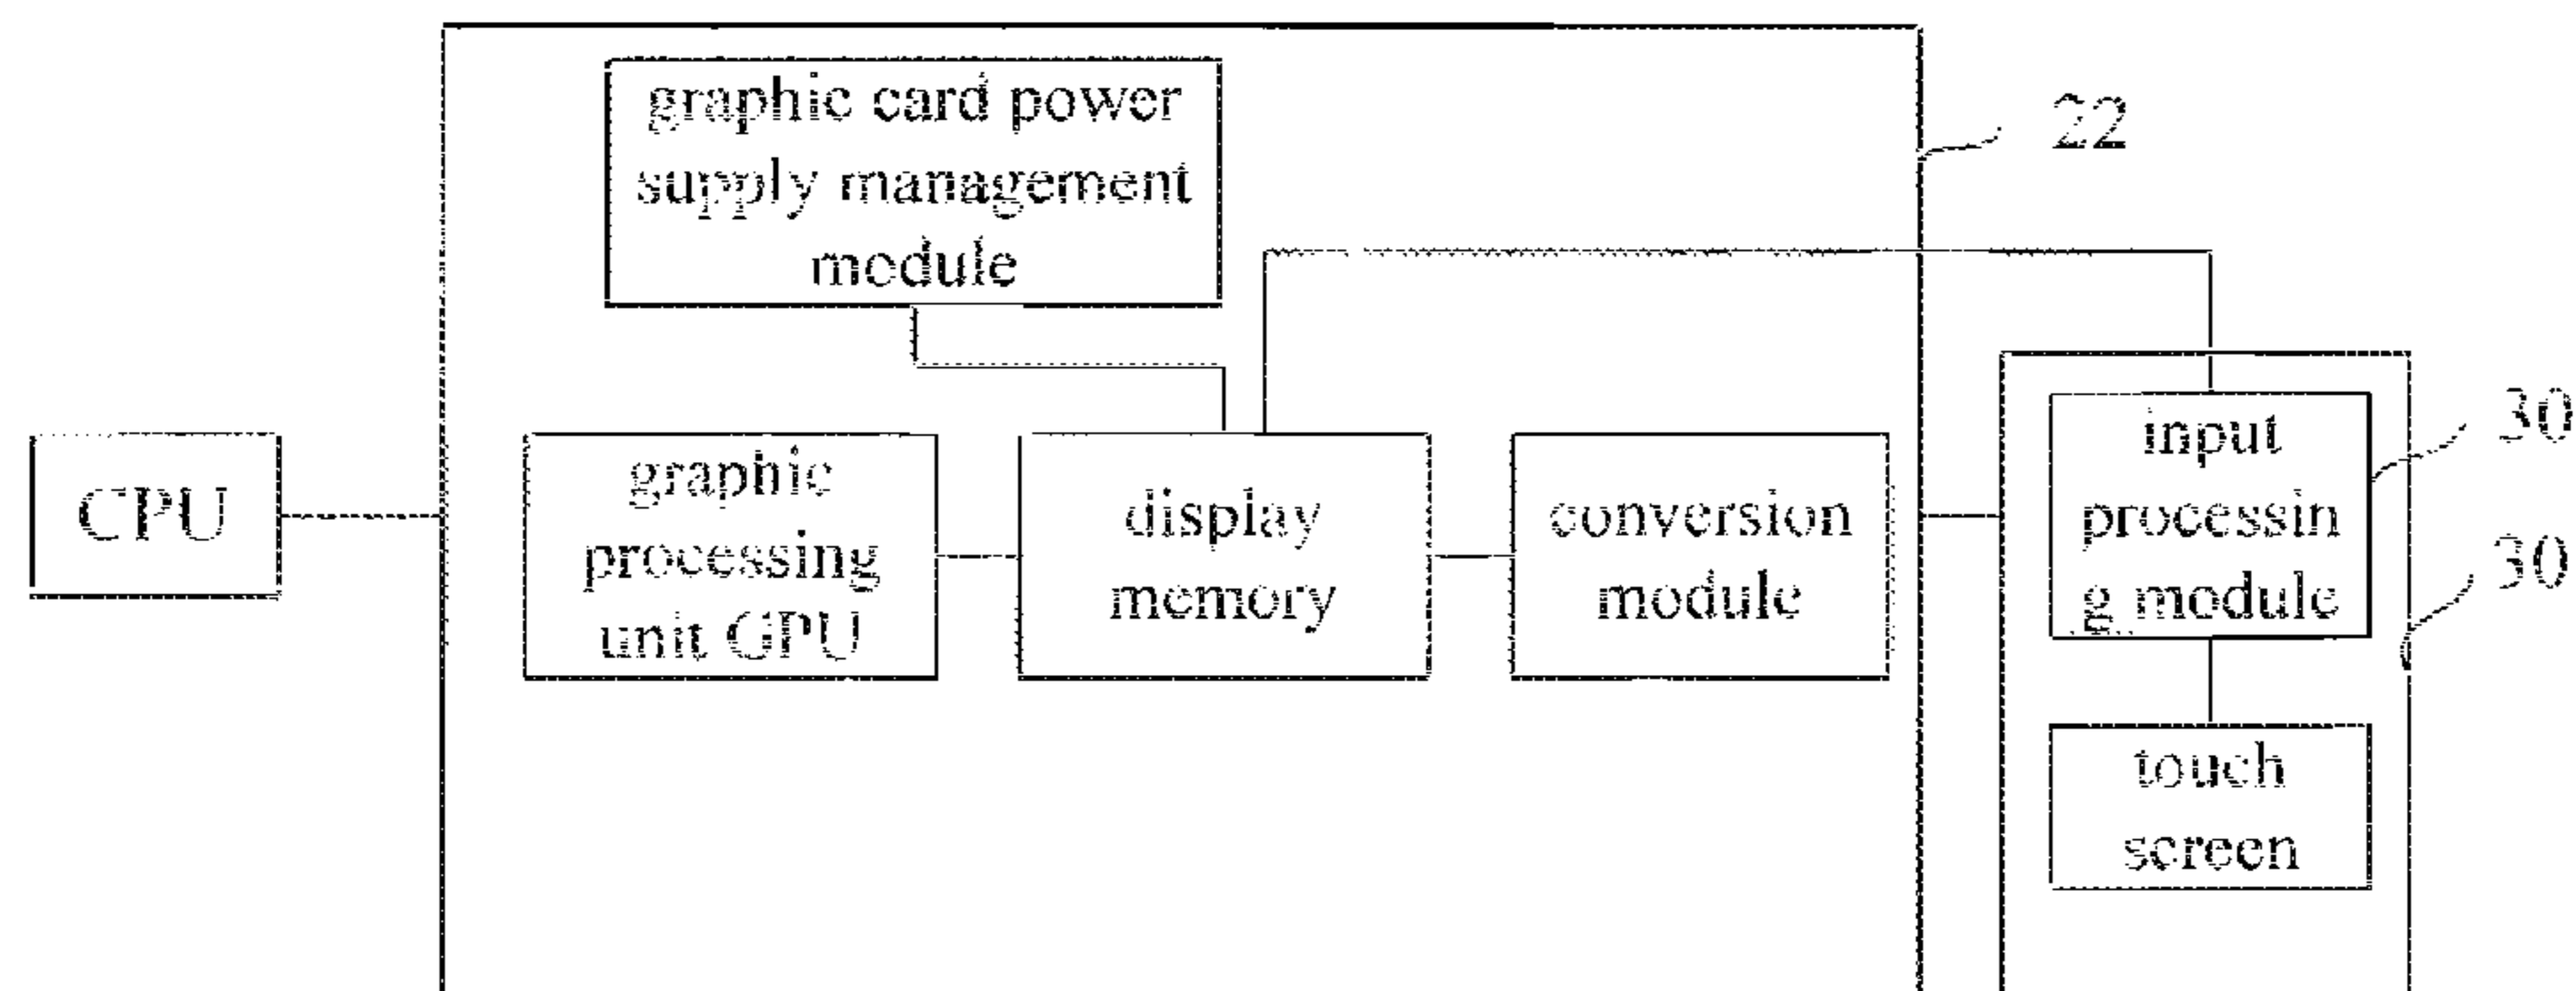 graphic card power
supply management
module
22
CPU
graphic
processing
unit GPU
display
memory
conversion
module
input
processin
g module
30
30
touch
screen